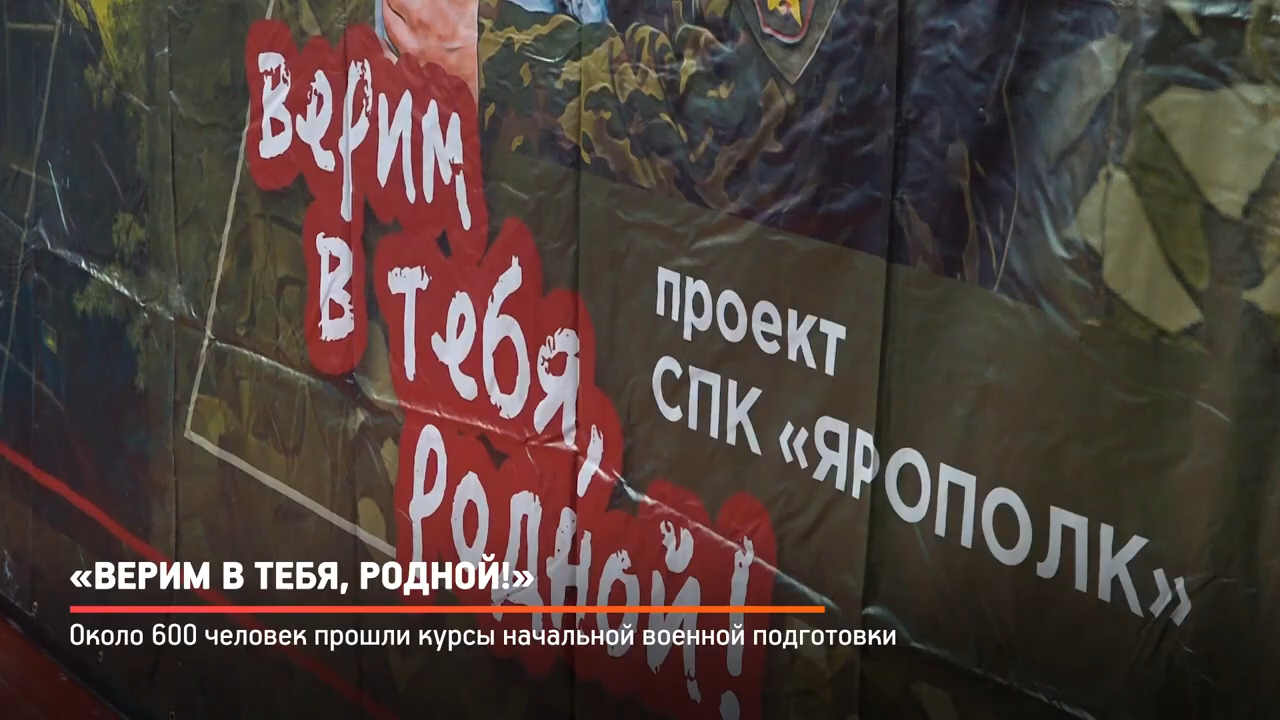 Верим
в тебя,
Родной!
проект
СПК «ЯРОПОЛК»
«ВЕРИМ В ТЕБЯ, РОДНОЙ!»
Около 600 человек прошли курсы начальной военной подготовки